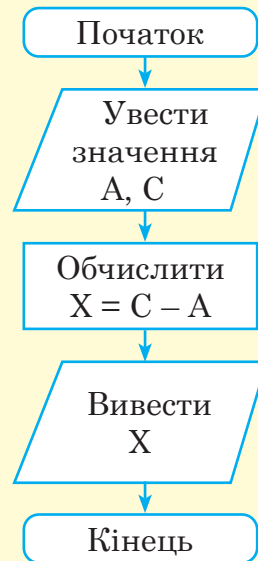 Початок
Увести
значення
A, C
Обчислити
X = C – A
Вивести
X
Кінець